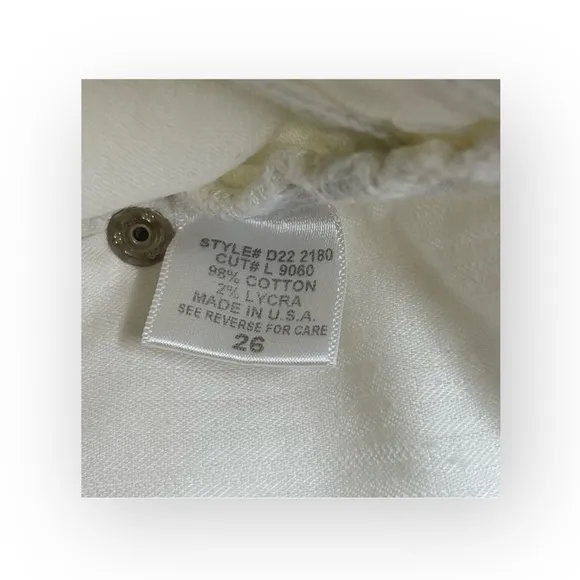 STYLE# D22 2180
CUT# L 9060
98% COTTON
2% LYCRA
MADE IN U.S.A.
SEE REVERSE FOR CARE
26